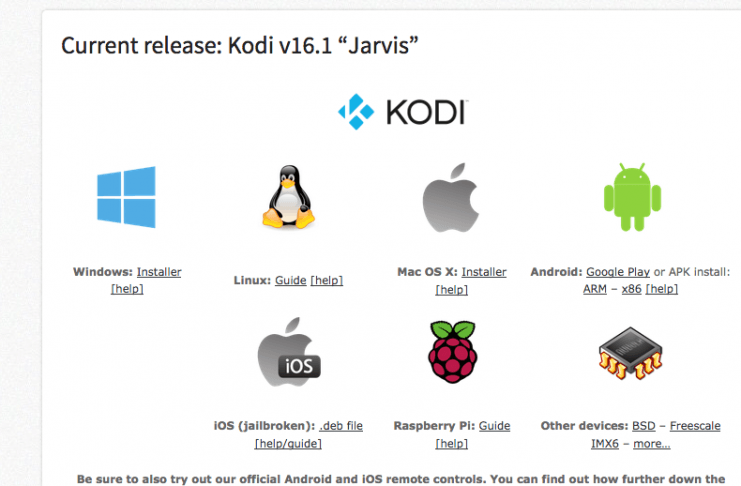 Current release: Kodi v16.1 “Jarvis”
KODI
Windows: Installer
[help]
Linux: Guide [help]
Mac OS X: Installer
[help]
Android: Google Play or APK install:
ARM – x86 [help]
iOS
iOS (jailbroken): .deb file
[help/guide]
Raspberry Pi: Guide
[help]
Other devices: BSD – Freescale
IMX6 – more...
Be sure to also try out our official Android and iOS remote controls. You can find out how further down the